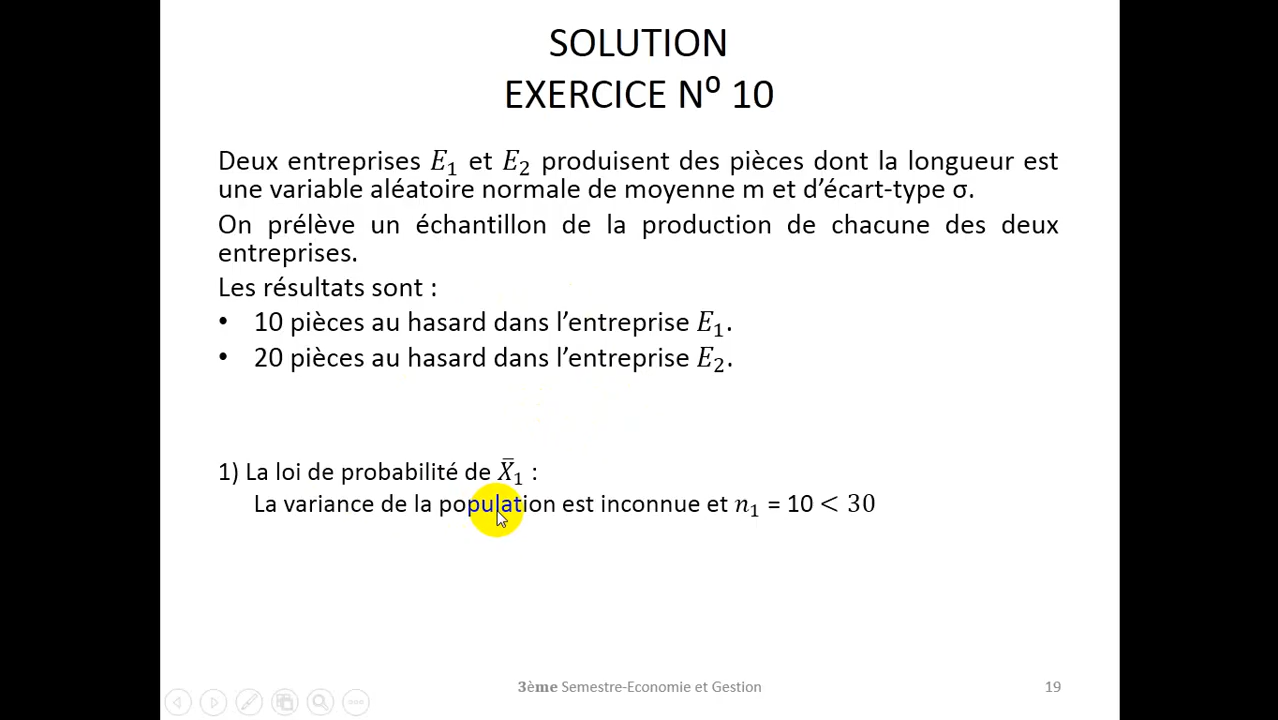 SOLUTION
EXERCICE Nº 10
Deux entreprises E₁ et E₂ produisent des pièces dont la longueur est
une variable aléatoire normale de moyenne m et d’écart-type σ.
On prélève un échantillon de la production de chacune des deux
entreprises.
Les résultats sont :
• 10 pièces au hasard dans l’entreprise E₁.
• 20 pièces au hasard dans l’entreprise E₂.
1) La loi de probabilité de X̄₁ :
La variance de la population est inconnue et n₁ = 10 < 30
3ème Semestre-Economie et Gestion
19